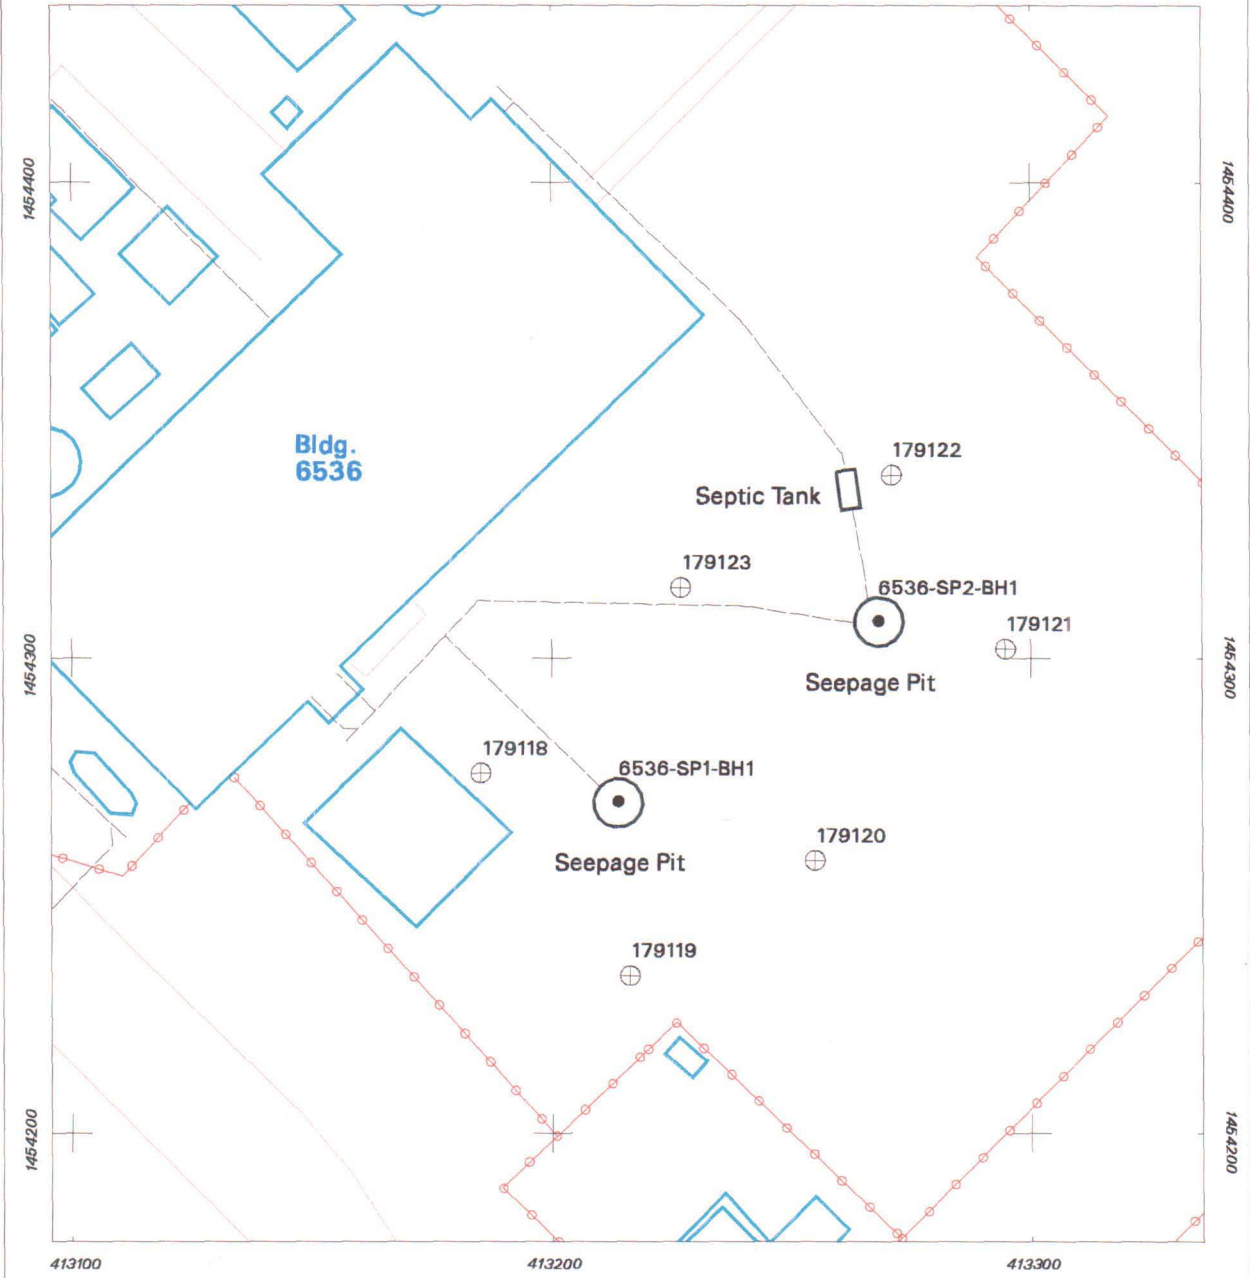 1454400
1454400
Bldg.
6536
179122
Septic Tank
179123
6536-SP2-BH1
179121
1454300
1454300
Seepage Pit
179118
6536-SP1-BH1
179120
Seepage Pit
179119
1454200
1454200
413100
413200
413300